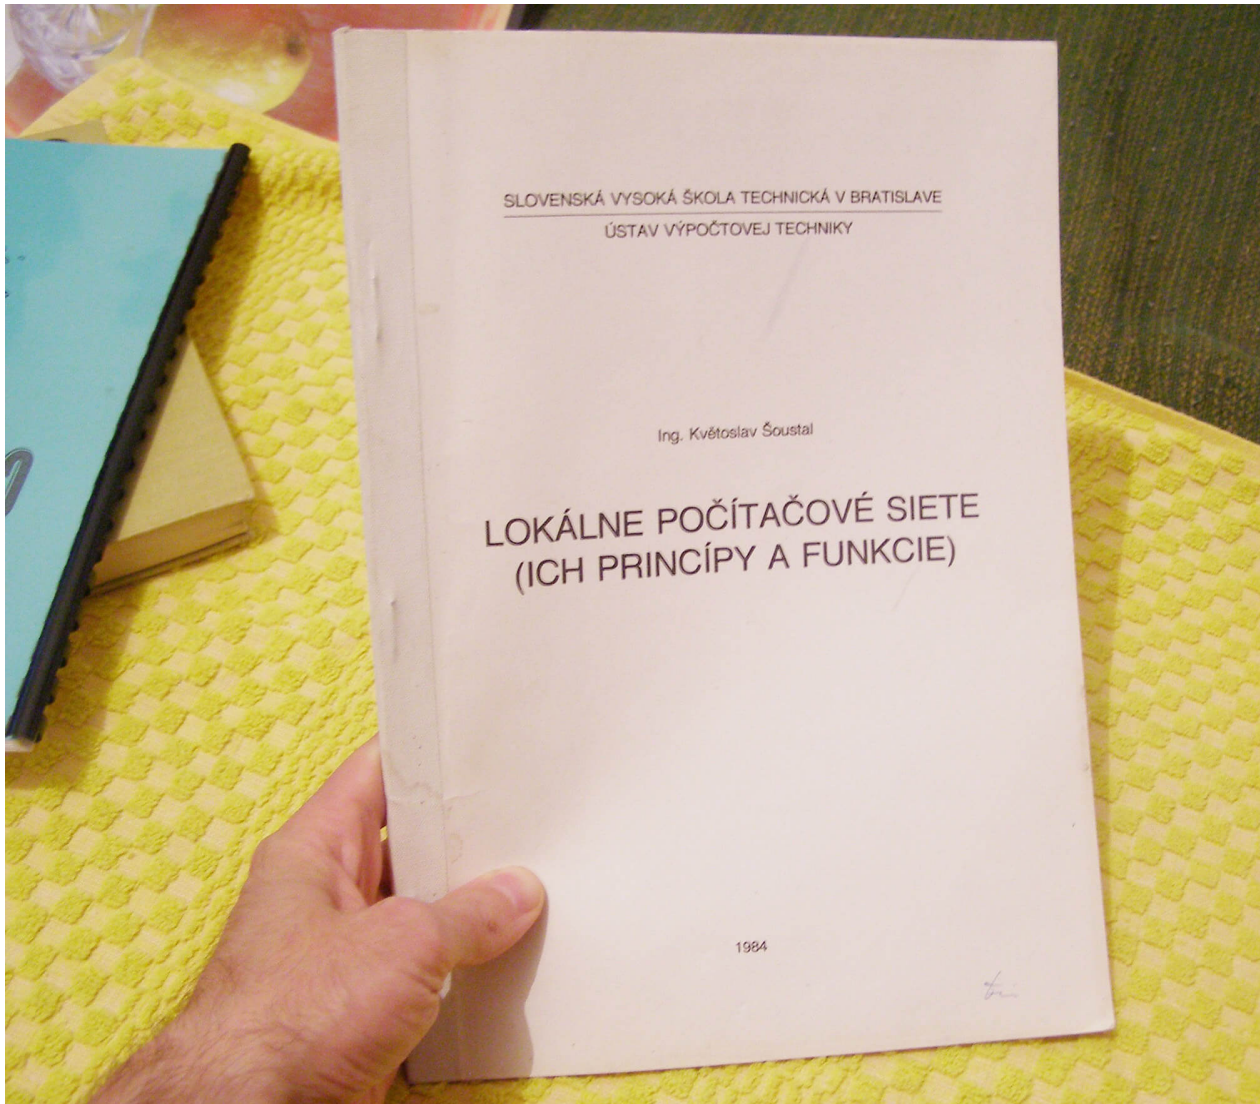 SLOVENSKÁ VYSOKÁ ŠKOLA TECHNICKÁ V BRATISLAVE
ÚSTAV VÝPOČTOVEJ TECHNIKY
Ing. Květoslav Šoustal
LOKÁLNE POČÍTAČOVÉ SIETE
(ICH PRINCÍPY A FUNKCIE)
1984